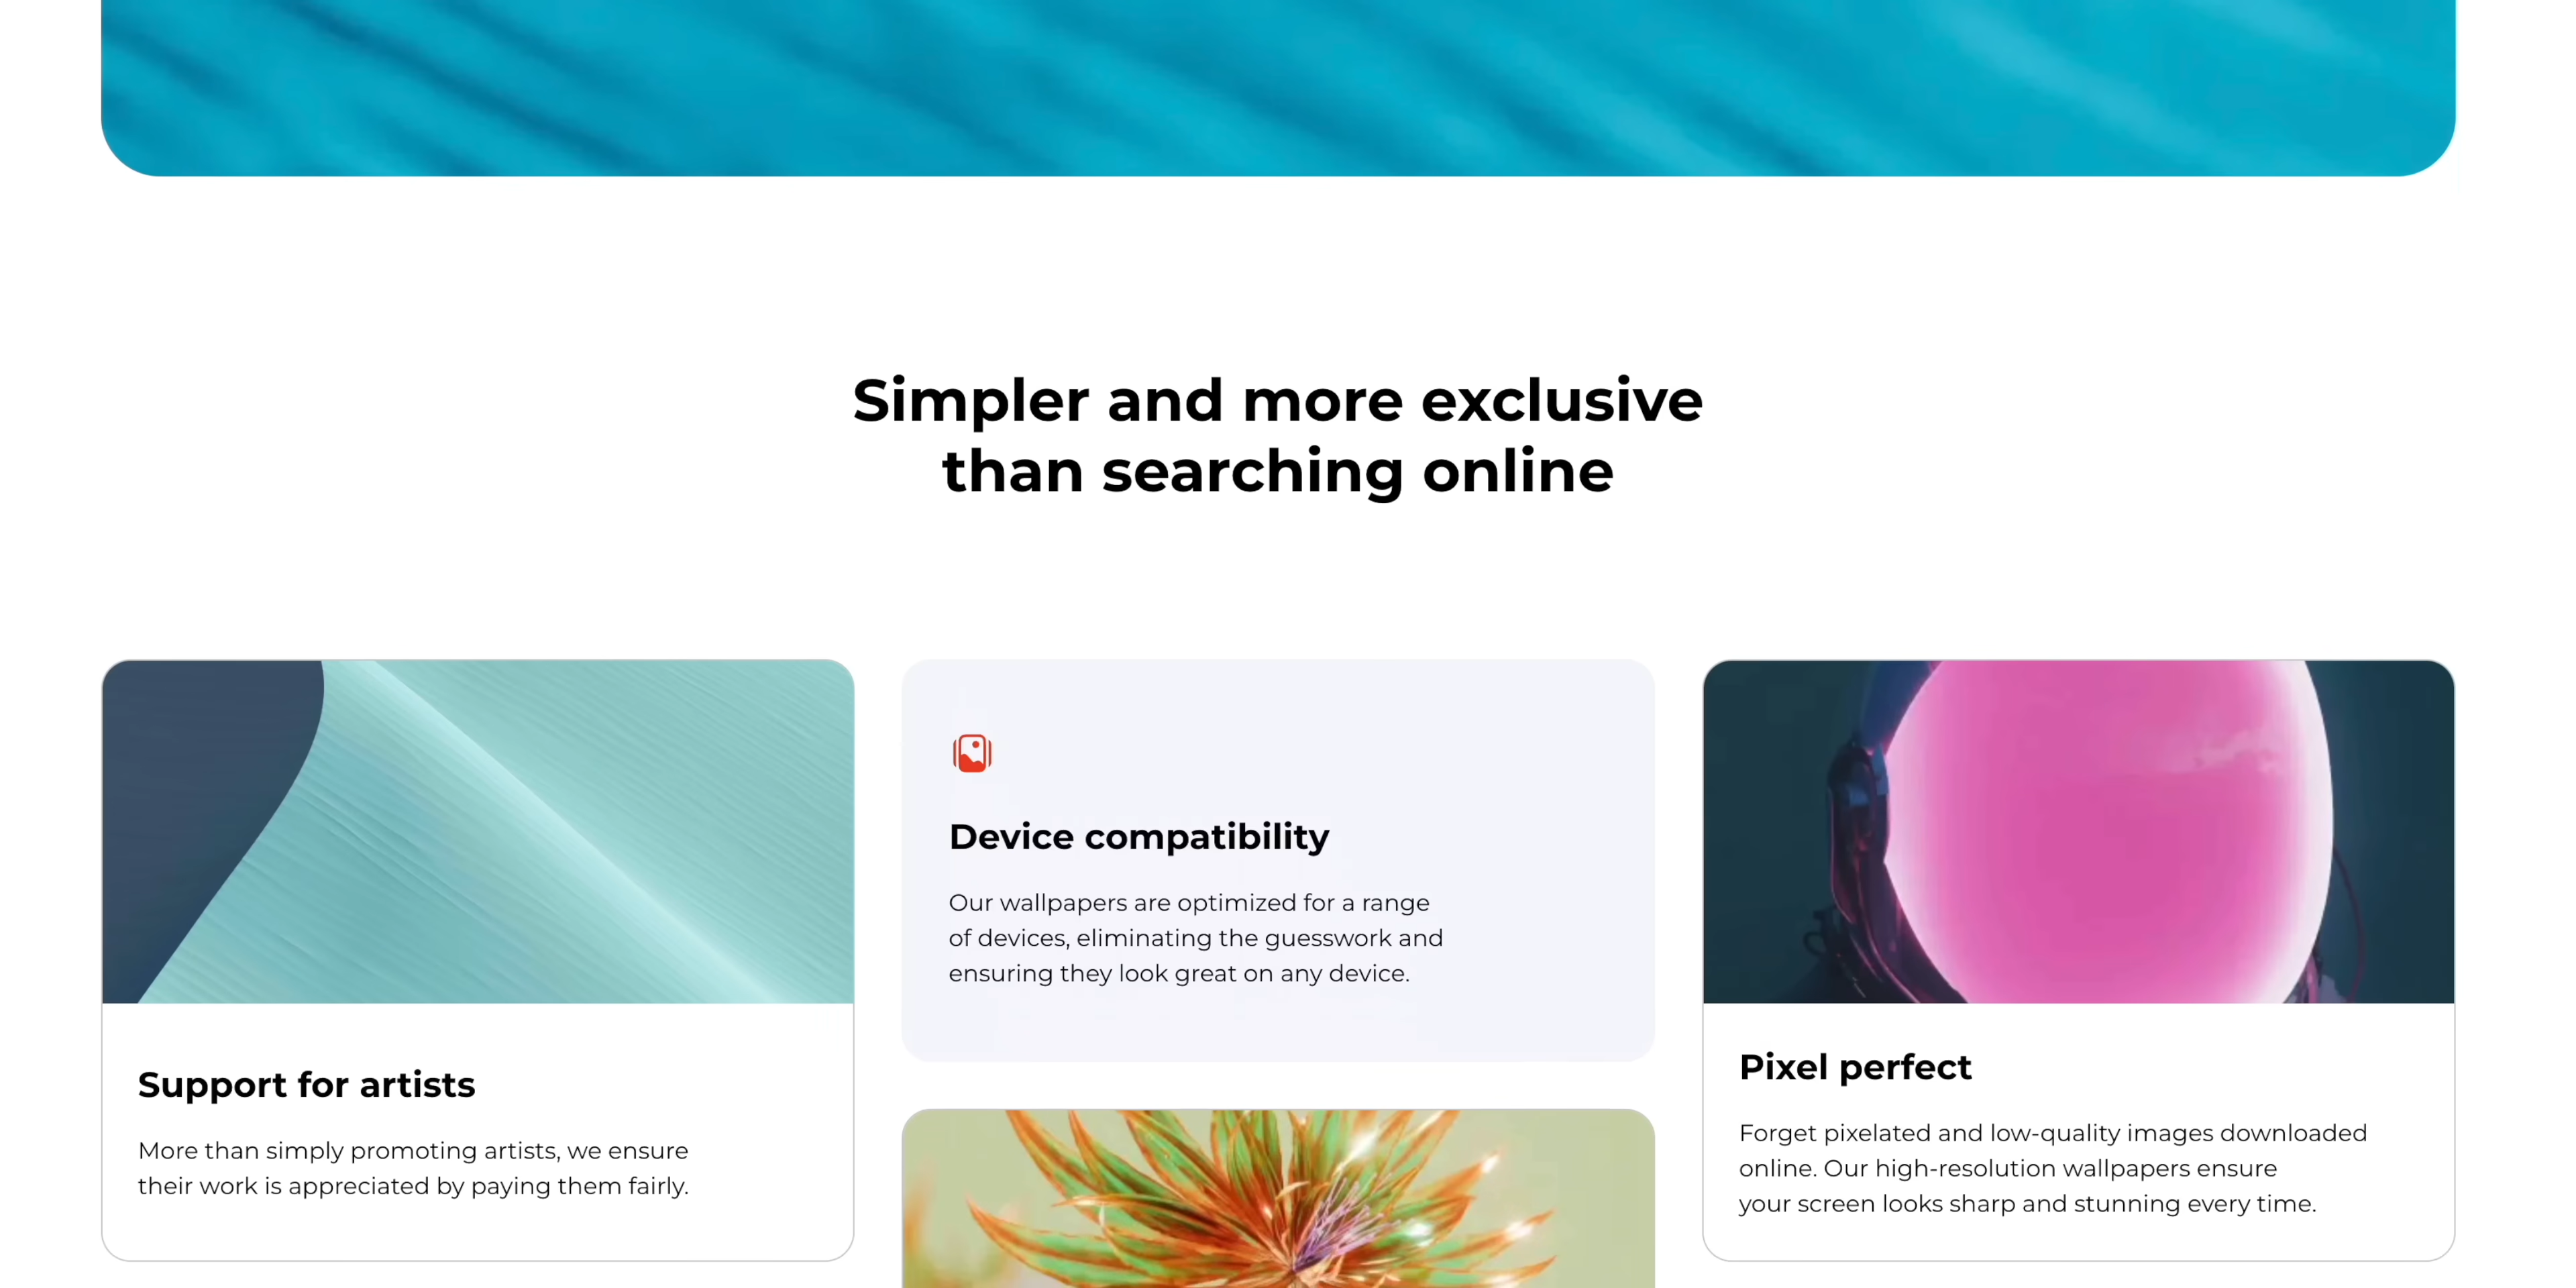 Simpler and more exclusive
than searching online
Support for artists
More than simply promoting artists, we ensure
their work is appreciated by paying them fairly.
Device compatibility
Our wallpapers are optimized for a range
of devices, eliminating the guesswork and
ensuring they look great on any device.
Pixel perfect
Forget pixelated and low-quality images downloaded
online. Our high-resolution wallpapers ensure
your screen looks sharp and stunning every time.